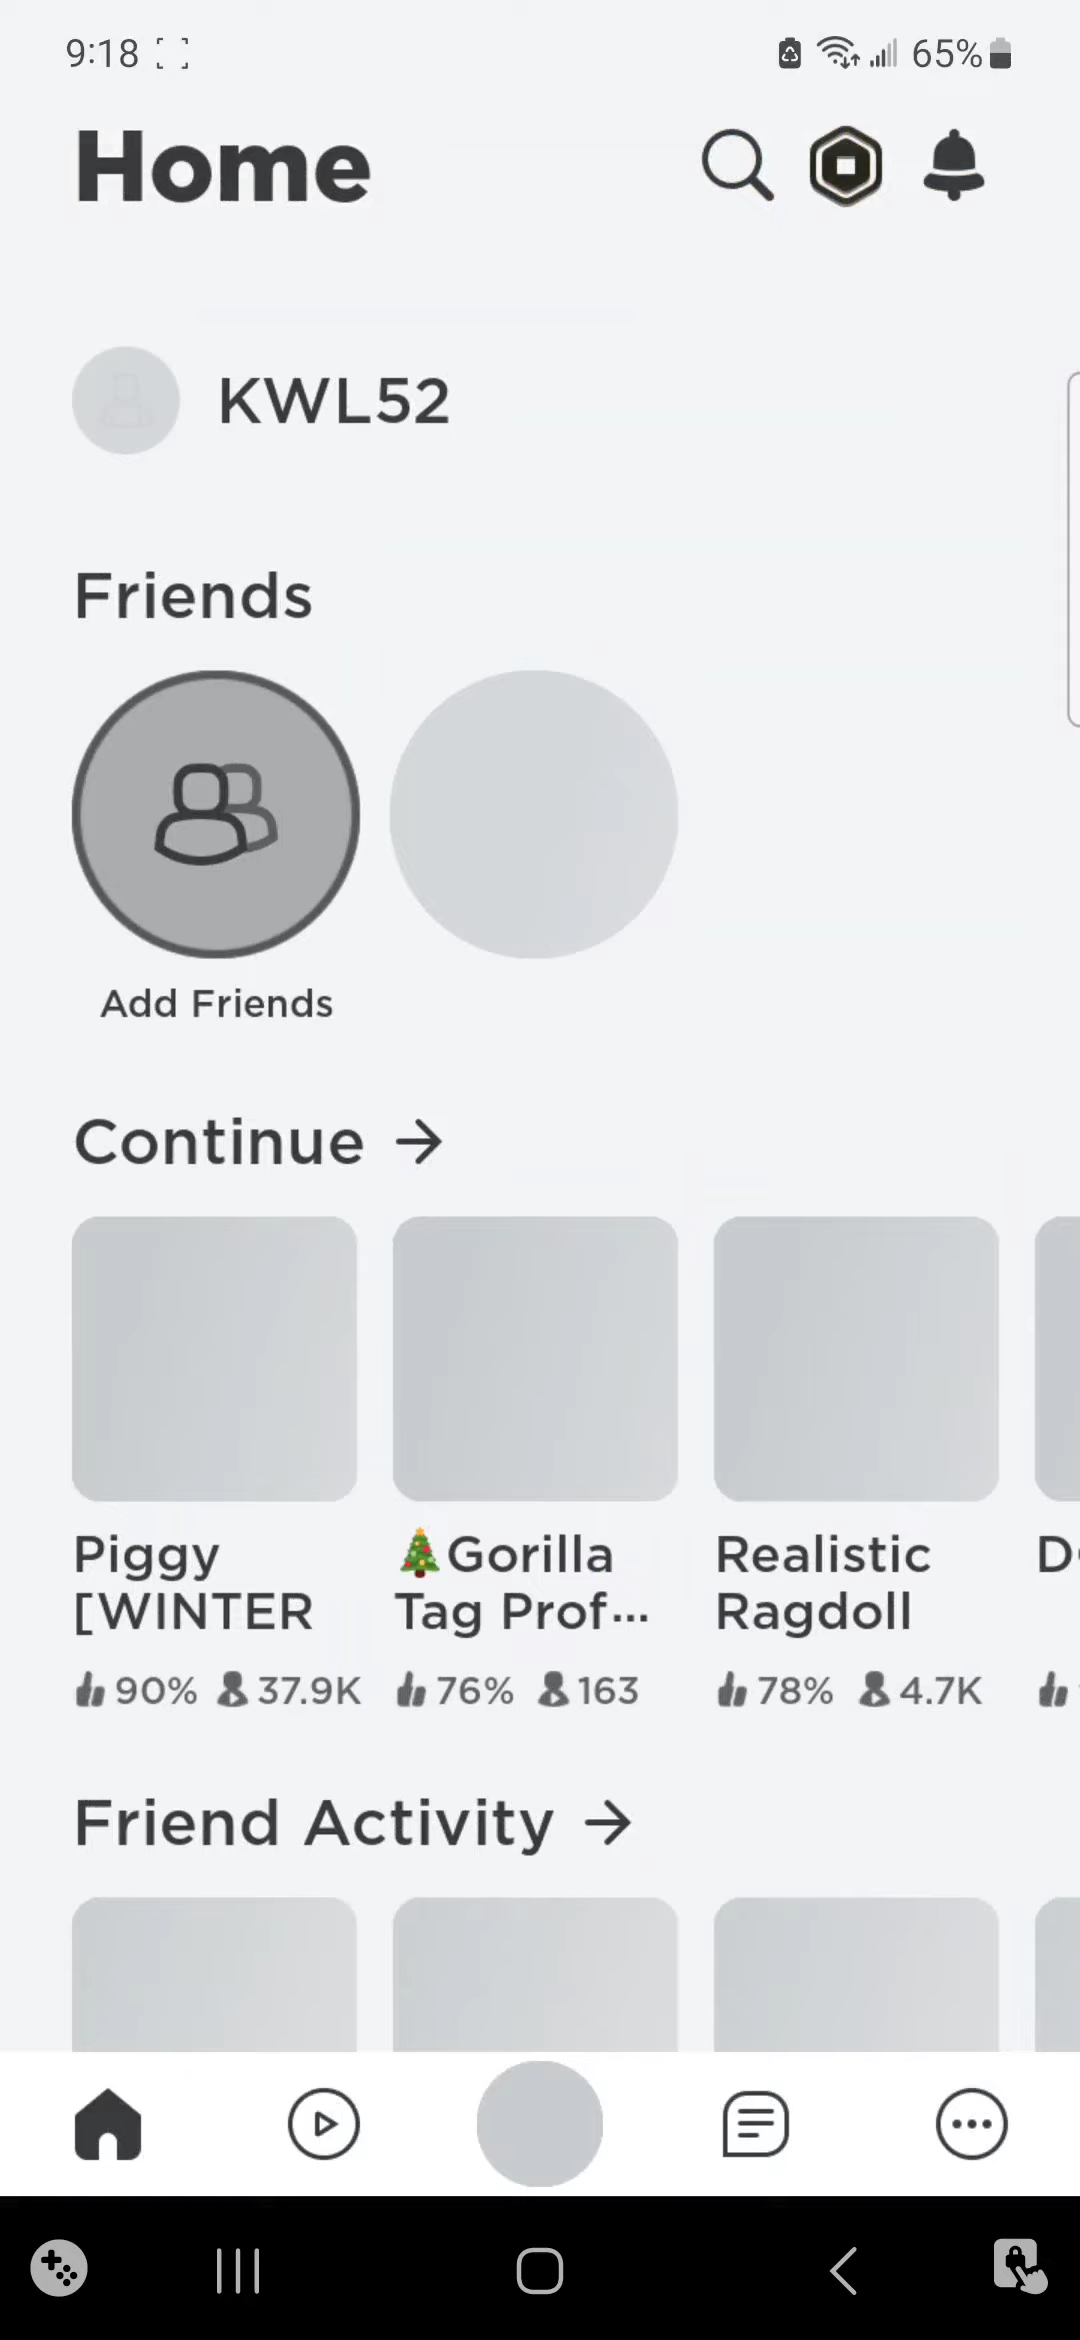 9:18
65%
Home
KWL52
Friends
Add Friends
Continue →
Piggy
[WINTER
90% 37.9K
🎄Gorilla
Tag Prof...
76% 163
Realistic
Ragdoll
78% 4.7K
Friend Activity →